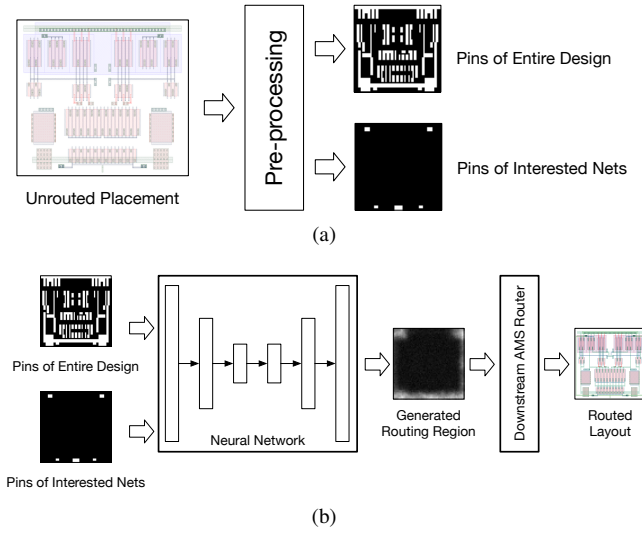 Unrouted Placement
Pre-processing
Pins of Entire Design
Pins of Interested Nets
(a)
Pins of Entire Design
Pins of Interested Nets
Neural Network
Generated
Routing Region
Downstream AMS Router
Routed
Layout
(b)